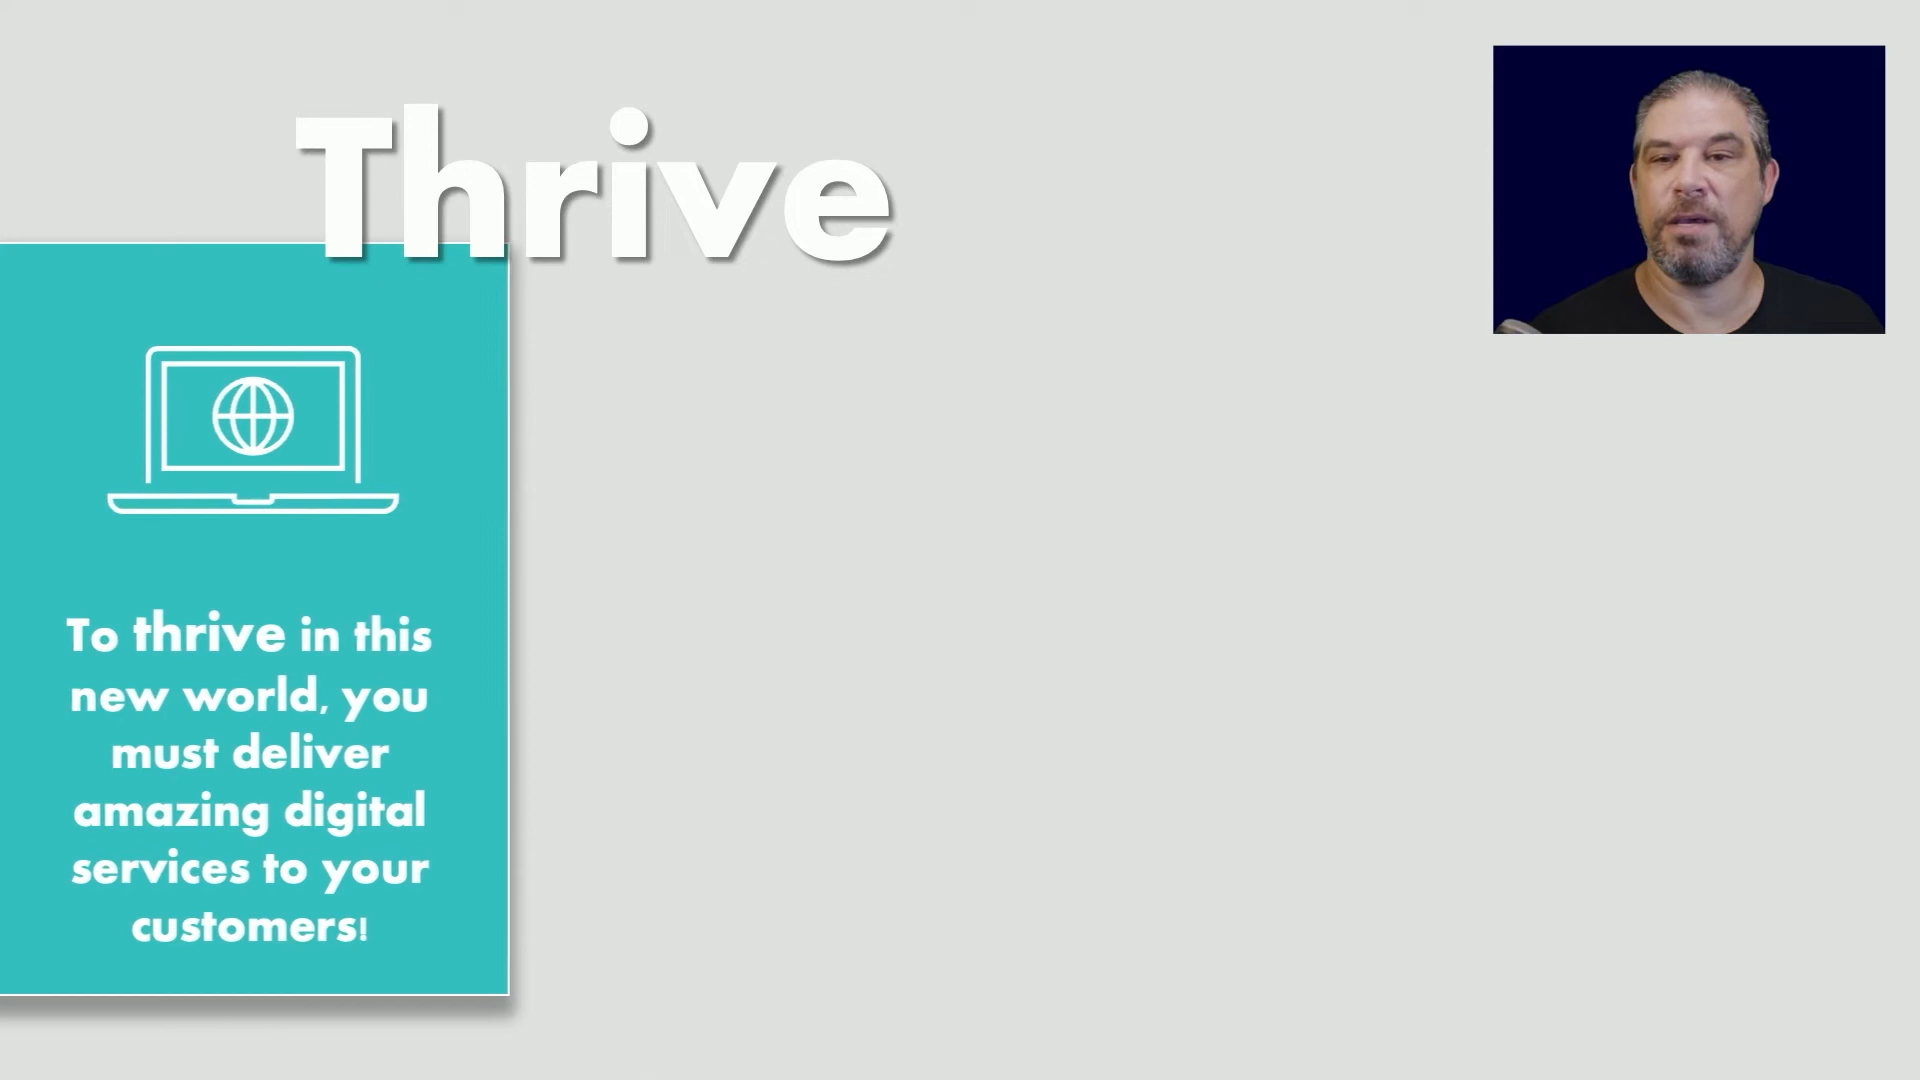 Thrive
To thrive in this
new world, you
must deliver
amazing digital
services to your
customers!